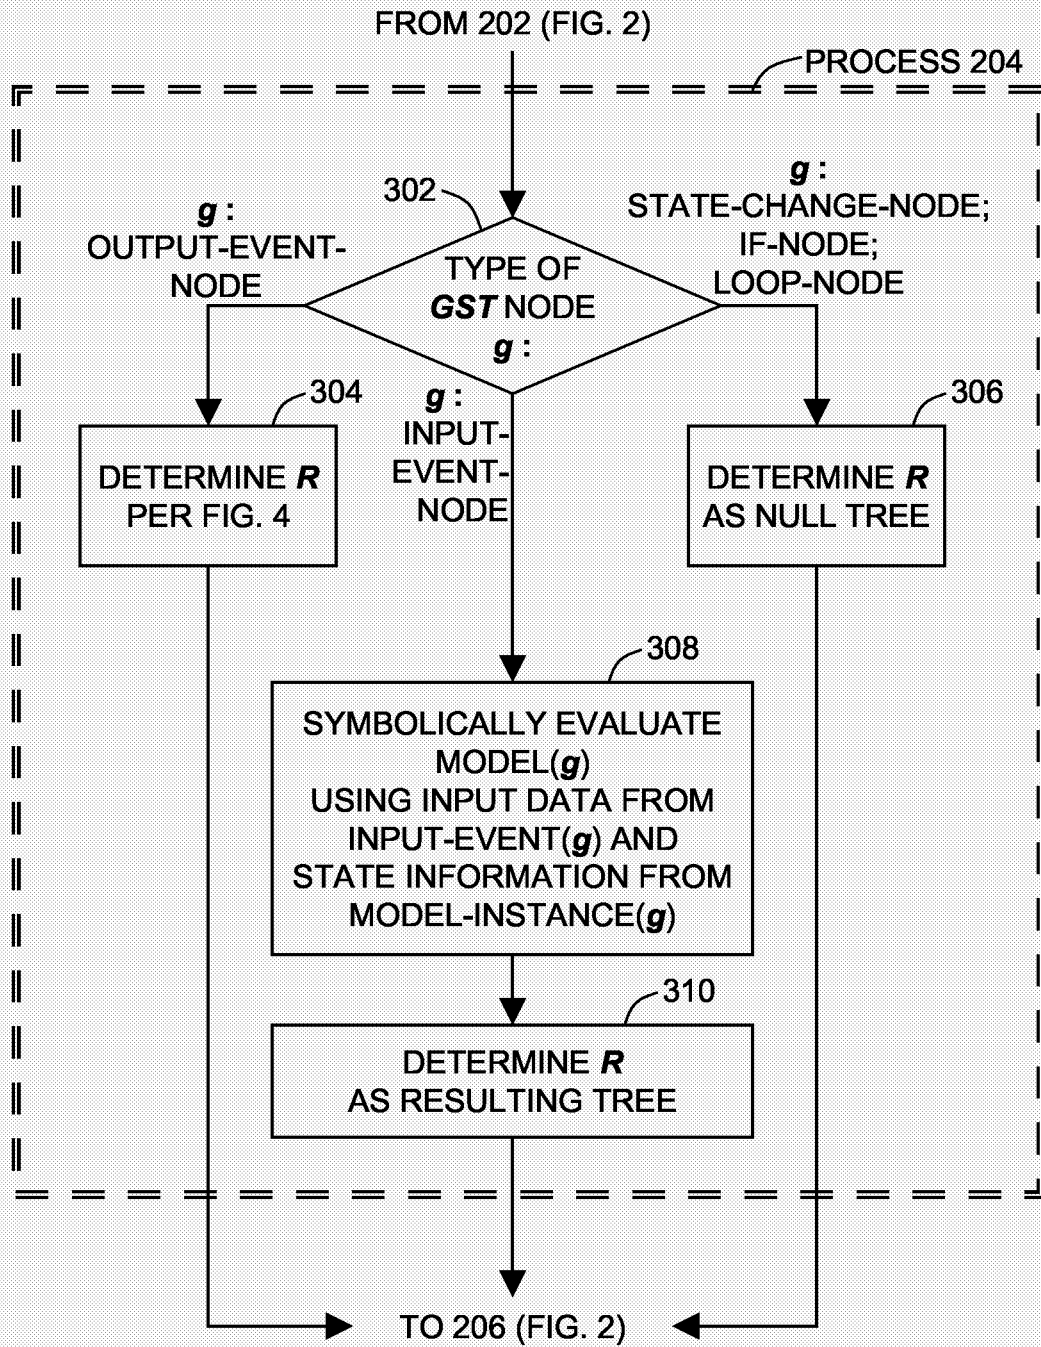 FROM 202 (FIG. 2)
PROCESS 204
302
g :
OUTPUT-EVENT-
NODE
g :
STATE-CHANGE-NODE;
IF-NODE;
LOOP-NODE
TYPE OF
GST NODE
g :
304
g :
INPUT-
EVENT-
NODE
306
DETERMINE R
PER FIG. 4
DETERMINE R
AS NULL TREE
308
SYMBOLICALLY EVALUATE
MODEL(g)
USING INPUT DATA FROM
INPUT-EVENT(g) AND
STATE INFORMATION FROM
MODEL-INSTANCE(g)
310
DETERMINE R
AS RESULTING TREE
TO 206 (FIG. 2)